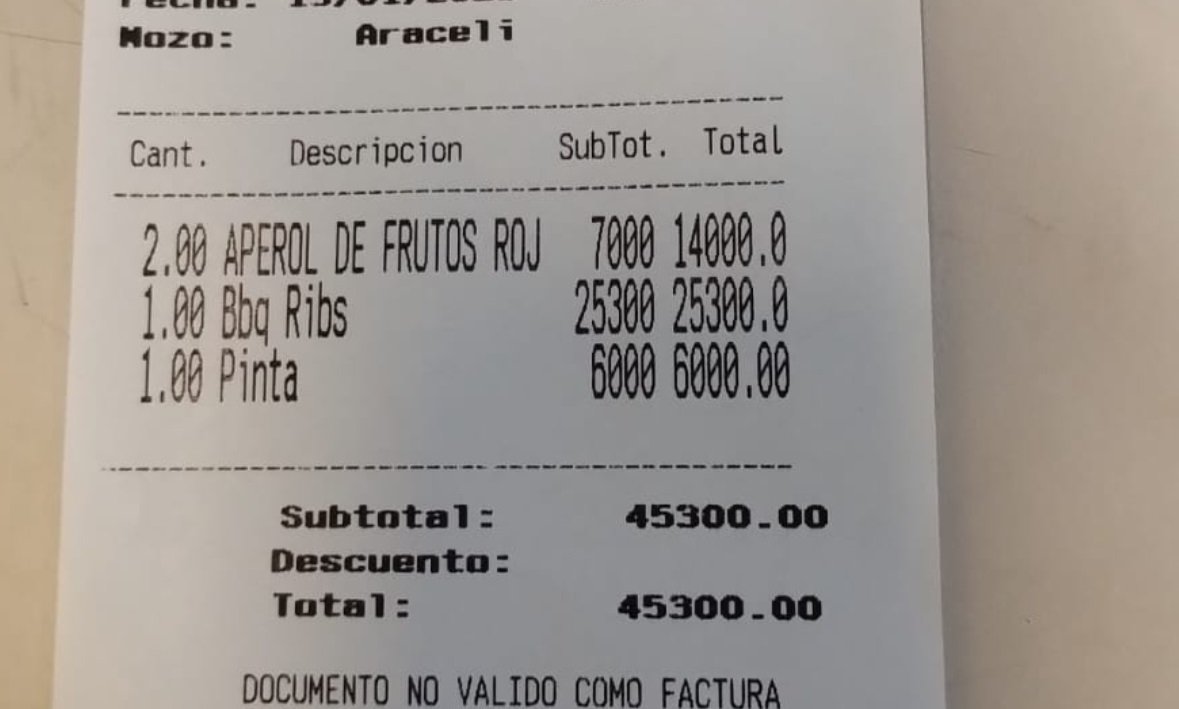 Fecha:
Mozo: Araceli
Cant. Descripcion SubTot. Total
2.00 APEROL DE FRUTOS ROJ 7000 14000.0
1.00 Bbq Ribs 25300 25300.0
1.00 Pinta 6000 6000.00
Subtotal: 45300.00
Descuento:
Total: 45300.00
DOCUMENTO NO VALIDO COMO FACTURA